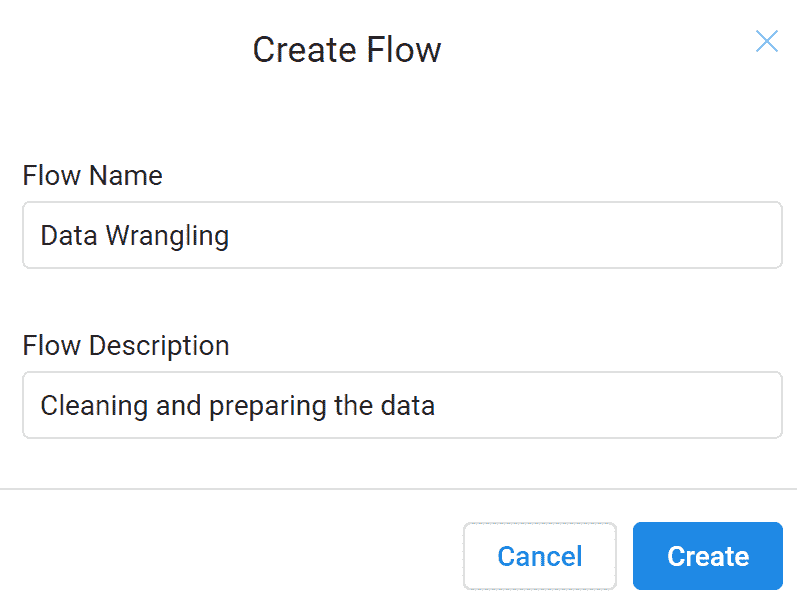 Create Flow
Flow Name
Data Wrangling
Flow Description
Cleaning and preparing the data
Cancel
Create